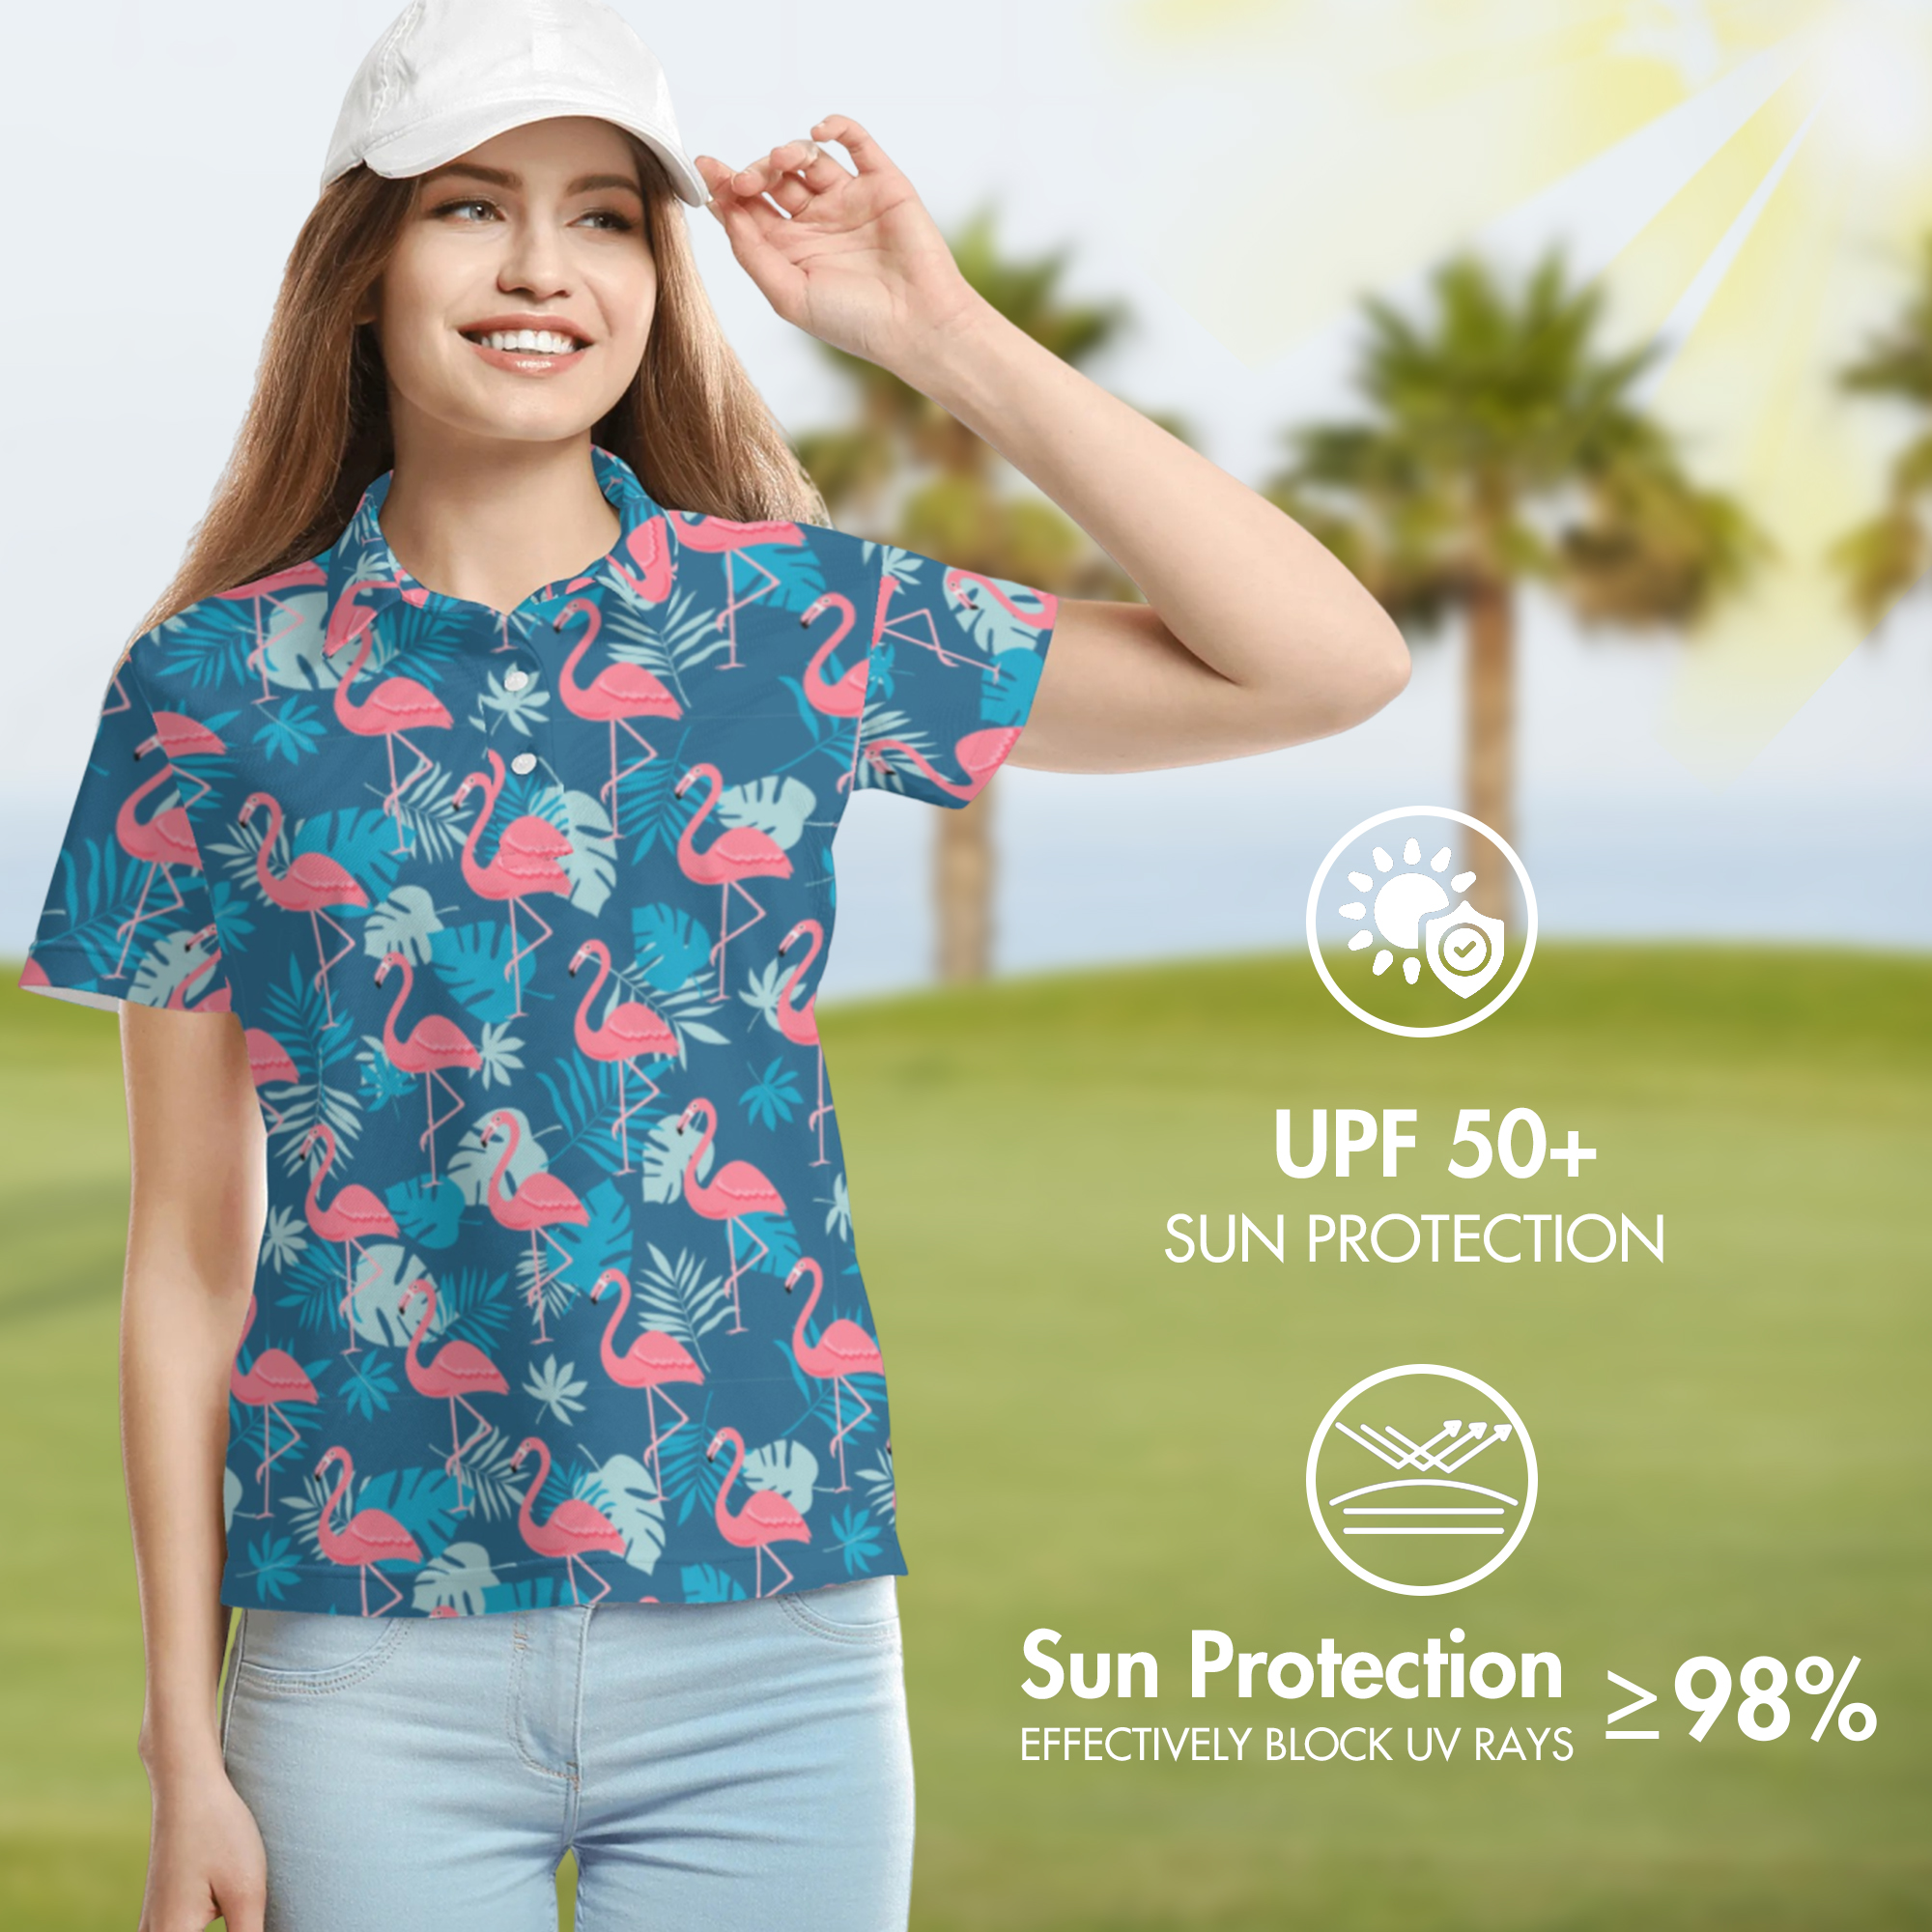 UPF 50+
SUN PROTECTION
Sun Protection
EFFECTIVELY BLOCK UV RAYS
≥98%